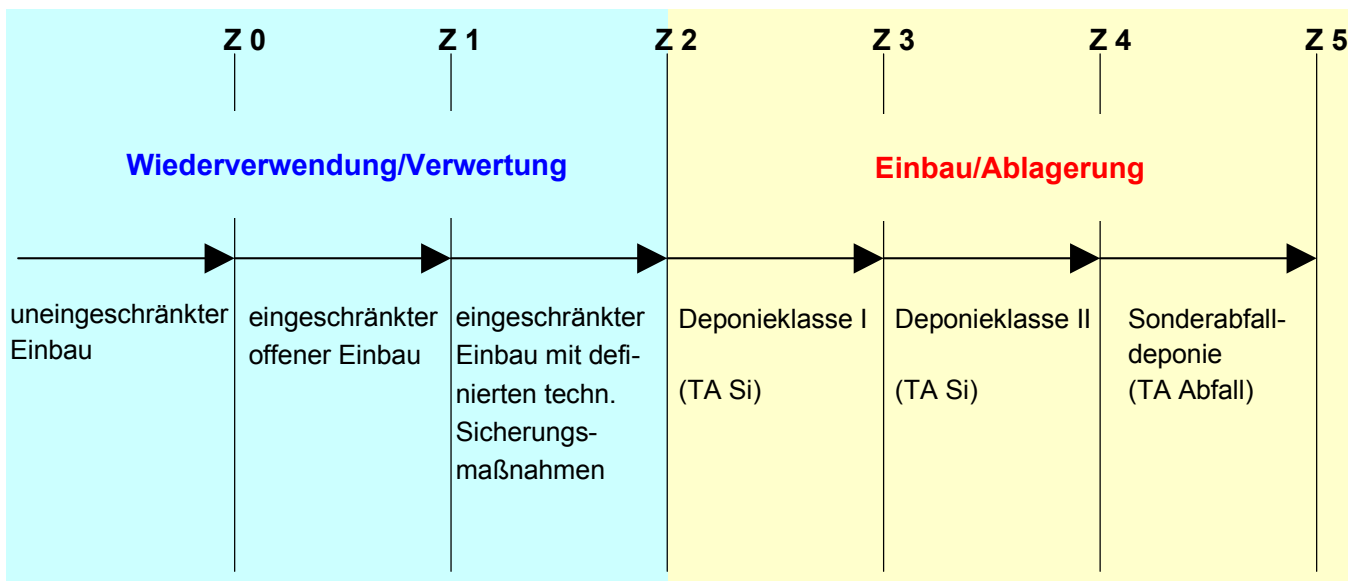 Z 0 Z 1 Z 2 Z 3 Z 4 Z 5
Wiederverwendung/Verwertung
Einbau/Ablagerung
uneingeschränkter
Einbau
eingeschränkter
offener Einbau
eingeschränkter
Einbau mit defi-
nierten techn.
Sicherungs-
maßnahmen
Deponieklasse I
(TA Si)
Deponieklasse II
(TA Si)
Sonderabfall-
deponie
(TA Abfall)